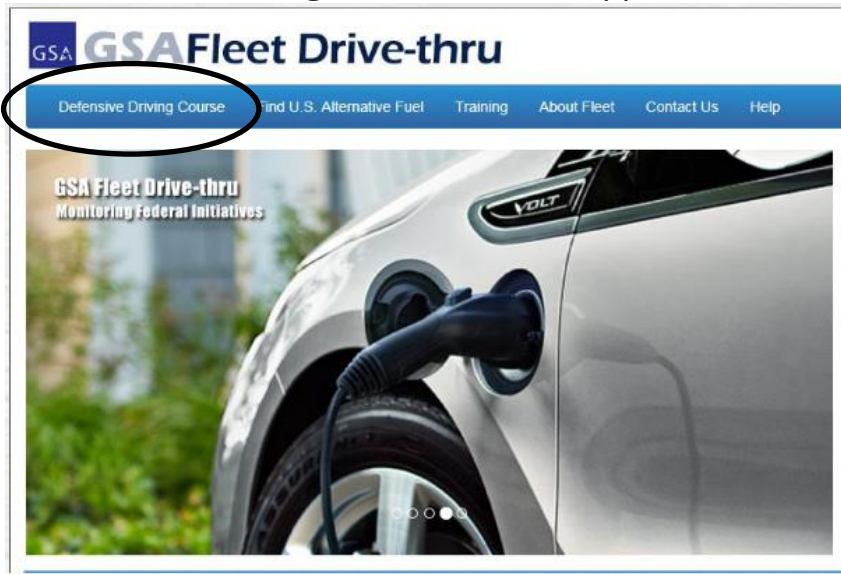 GSA GSAFleet Drive-thru
Defensive Driving Course Find U.S. Alternative Fuel Training About Fleet Contact Us Help
GSA Fleet Drive-thru
Monitoring Federal Initiatives
VOLT